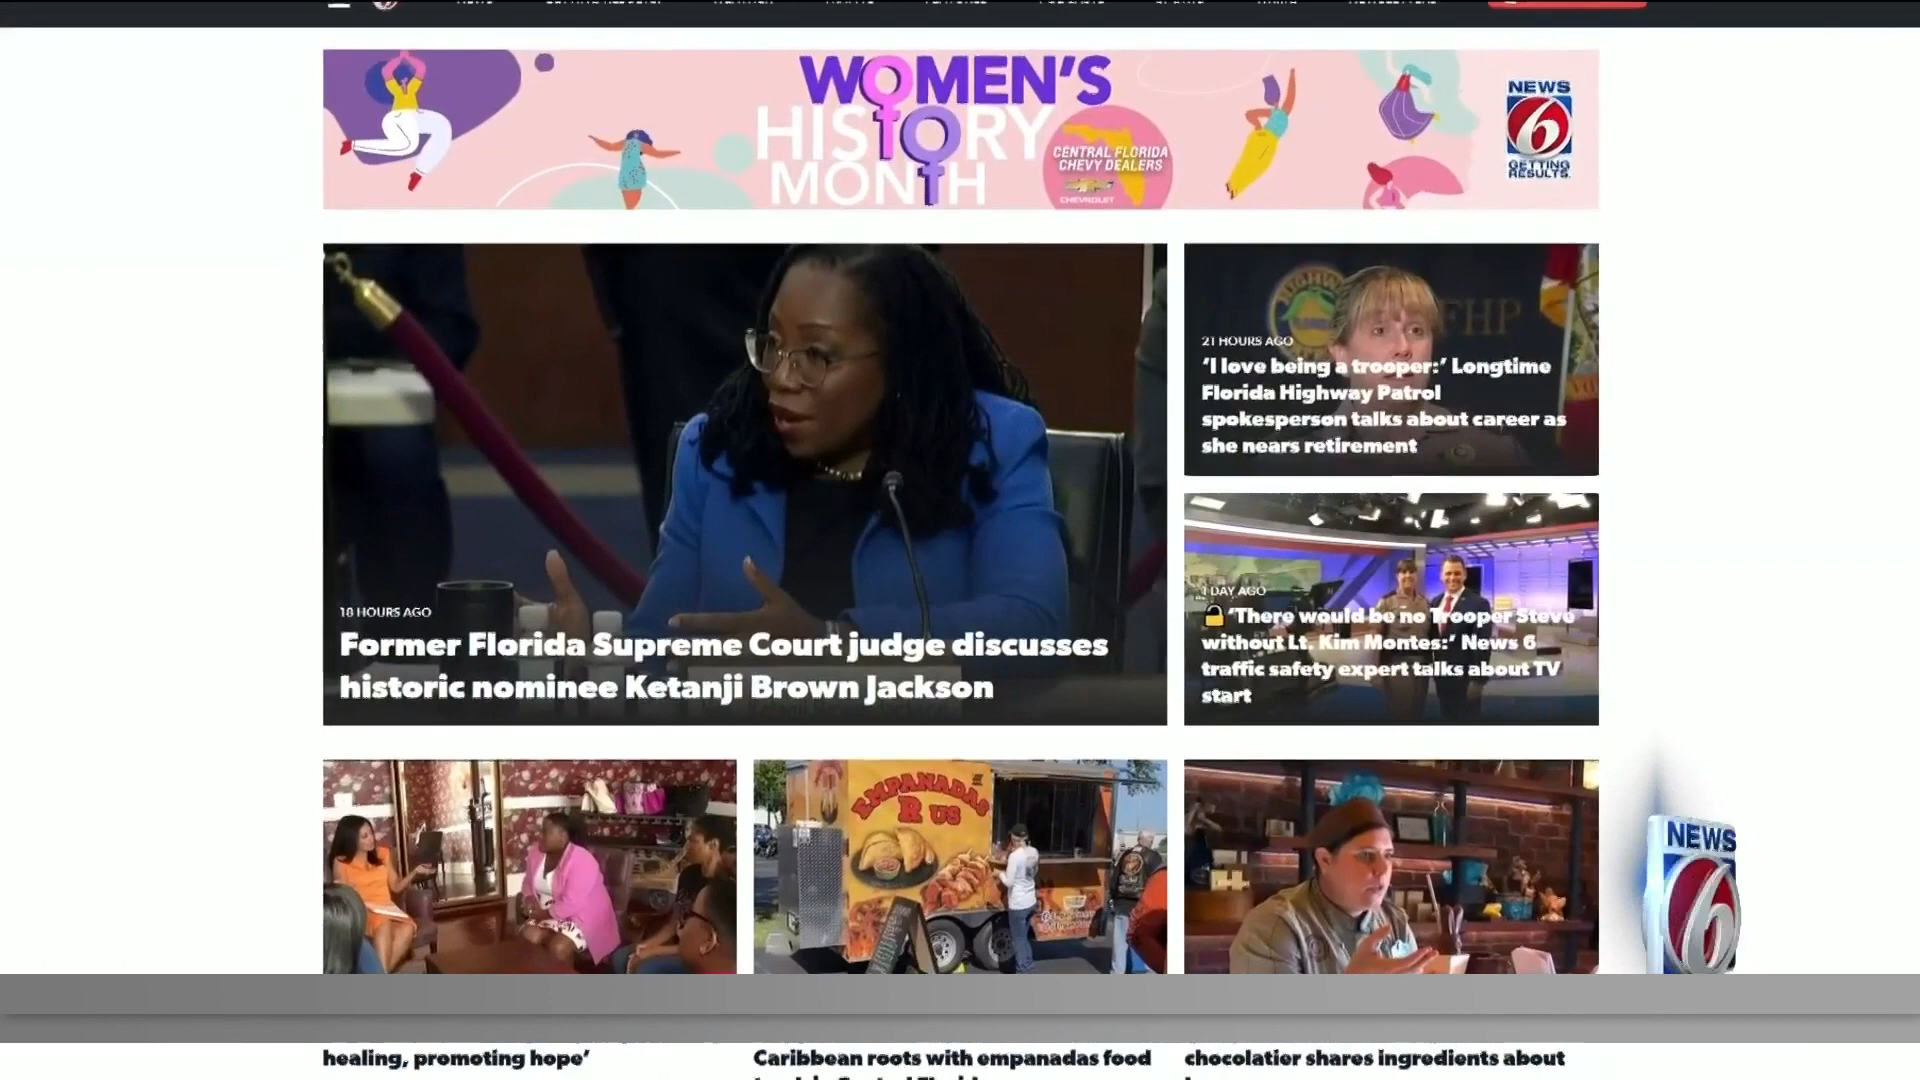 WOMEN'S
HISTORY
MONTH
CENTRAL FLORIDA
CHEVY DEALERS
CHEVROLET
NEWS
6
GETTING
RESULTS
FHP
21 HOURS AGO
‘I love being a trooper:’ Longtime
Florida Highway Patrol
spokesperson talks about career as
she nears retirement
18 HOURS AGO
Former Florida Supreme Court judge discusses
historic nominee Ketanji Brown Jackson
1 DAY AGO
‘There would be no Trooper Steve
without Lt. Kim Montes:’ News 6
traffic safety expert talks about TV
start
EMPANADAS
R US
NEWS
6
healing, promoting hope’
Caribbean roots with empanadas food
chocolatier shares ingredients about